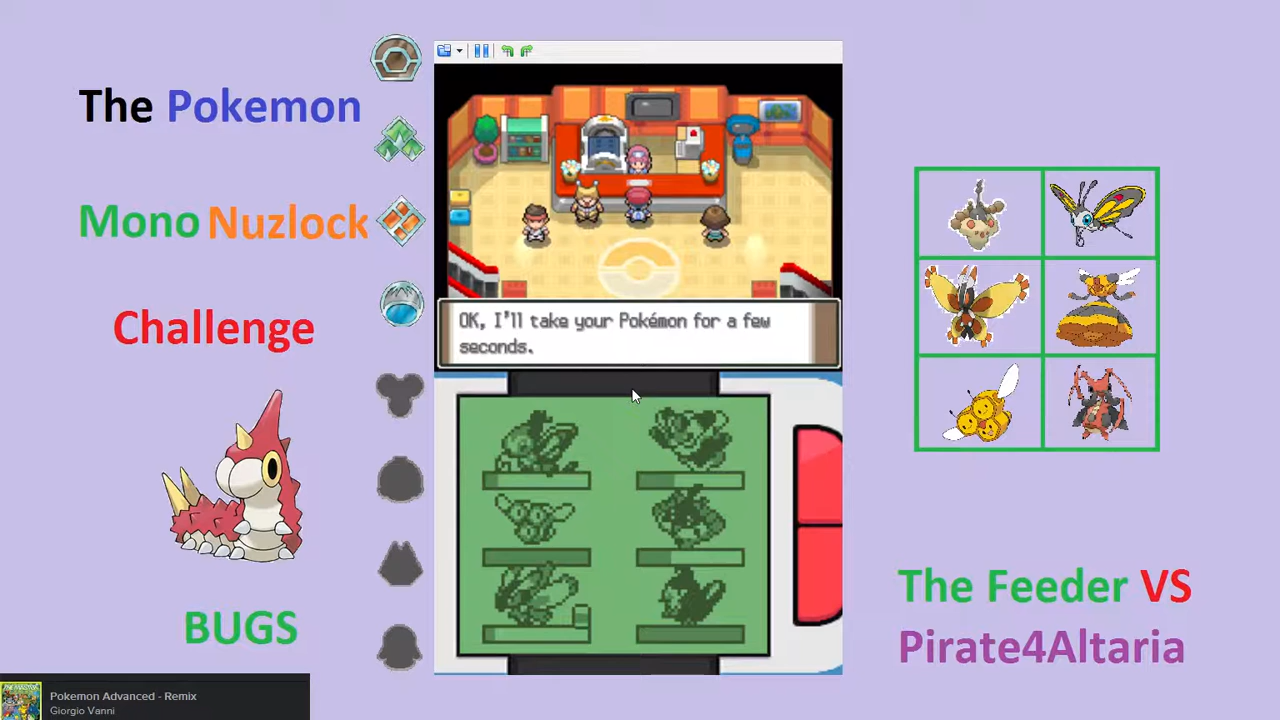 The Pokemon
Mono Nuzlock
Challenge
BUGS
OK, I'll take your Pokémon for a few
seconds.
The Feeder VS
Pirate4Altaria
Pokemon Advanced - Remix
Giorgio Vanni